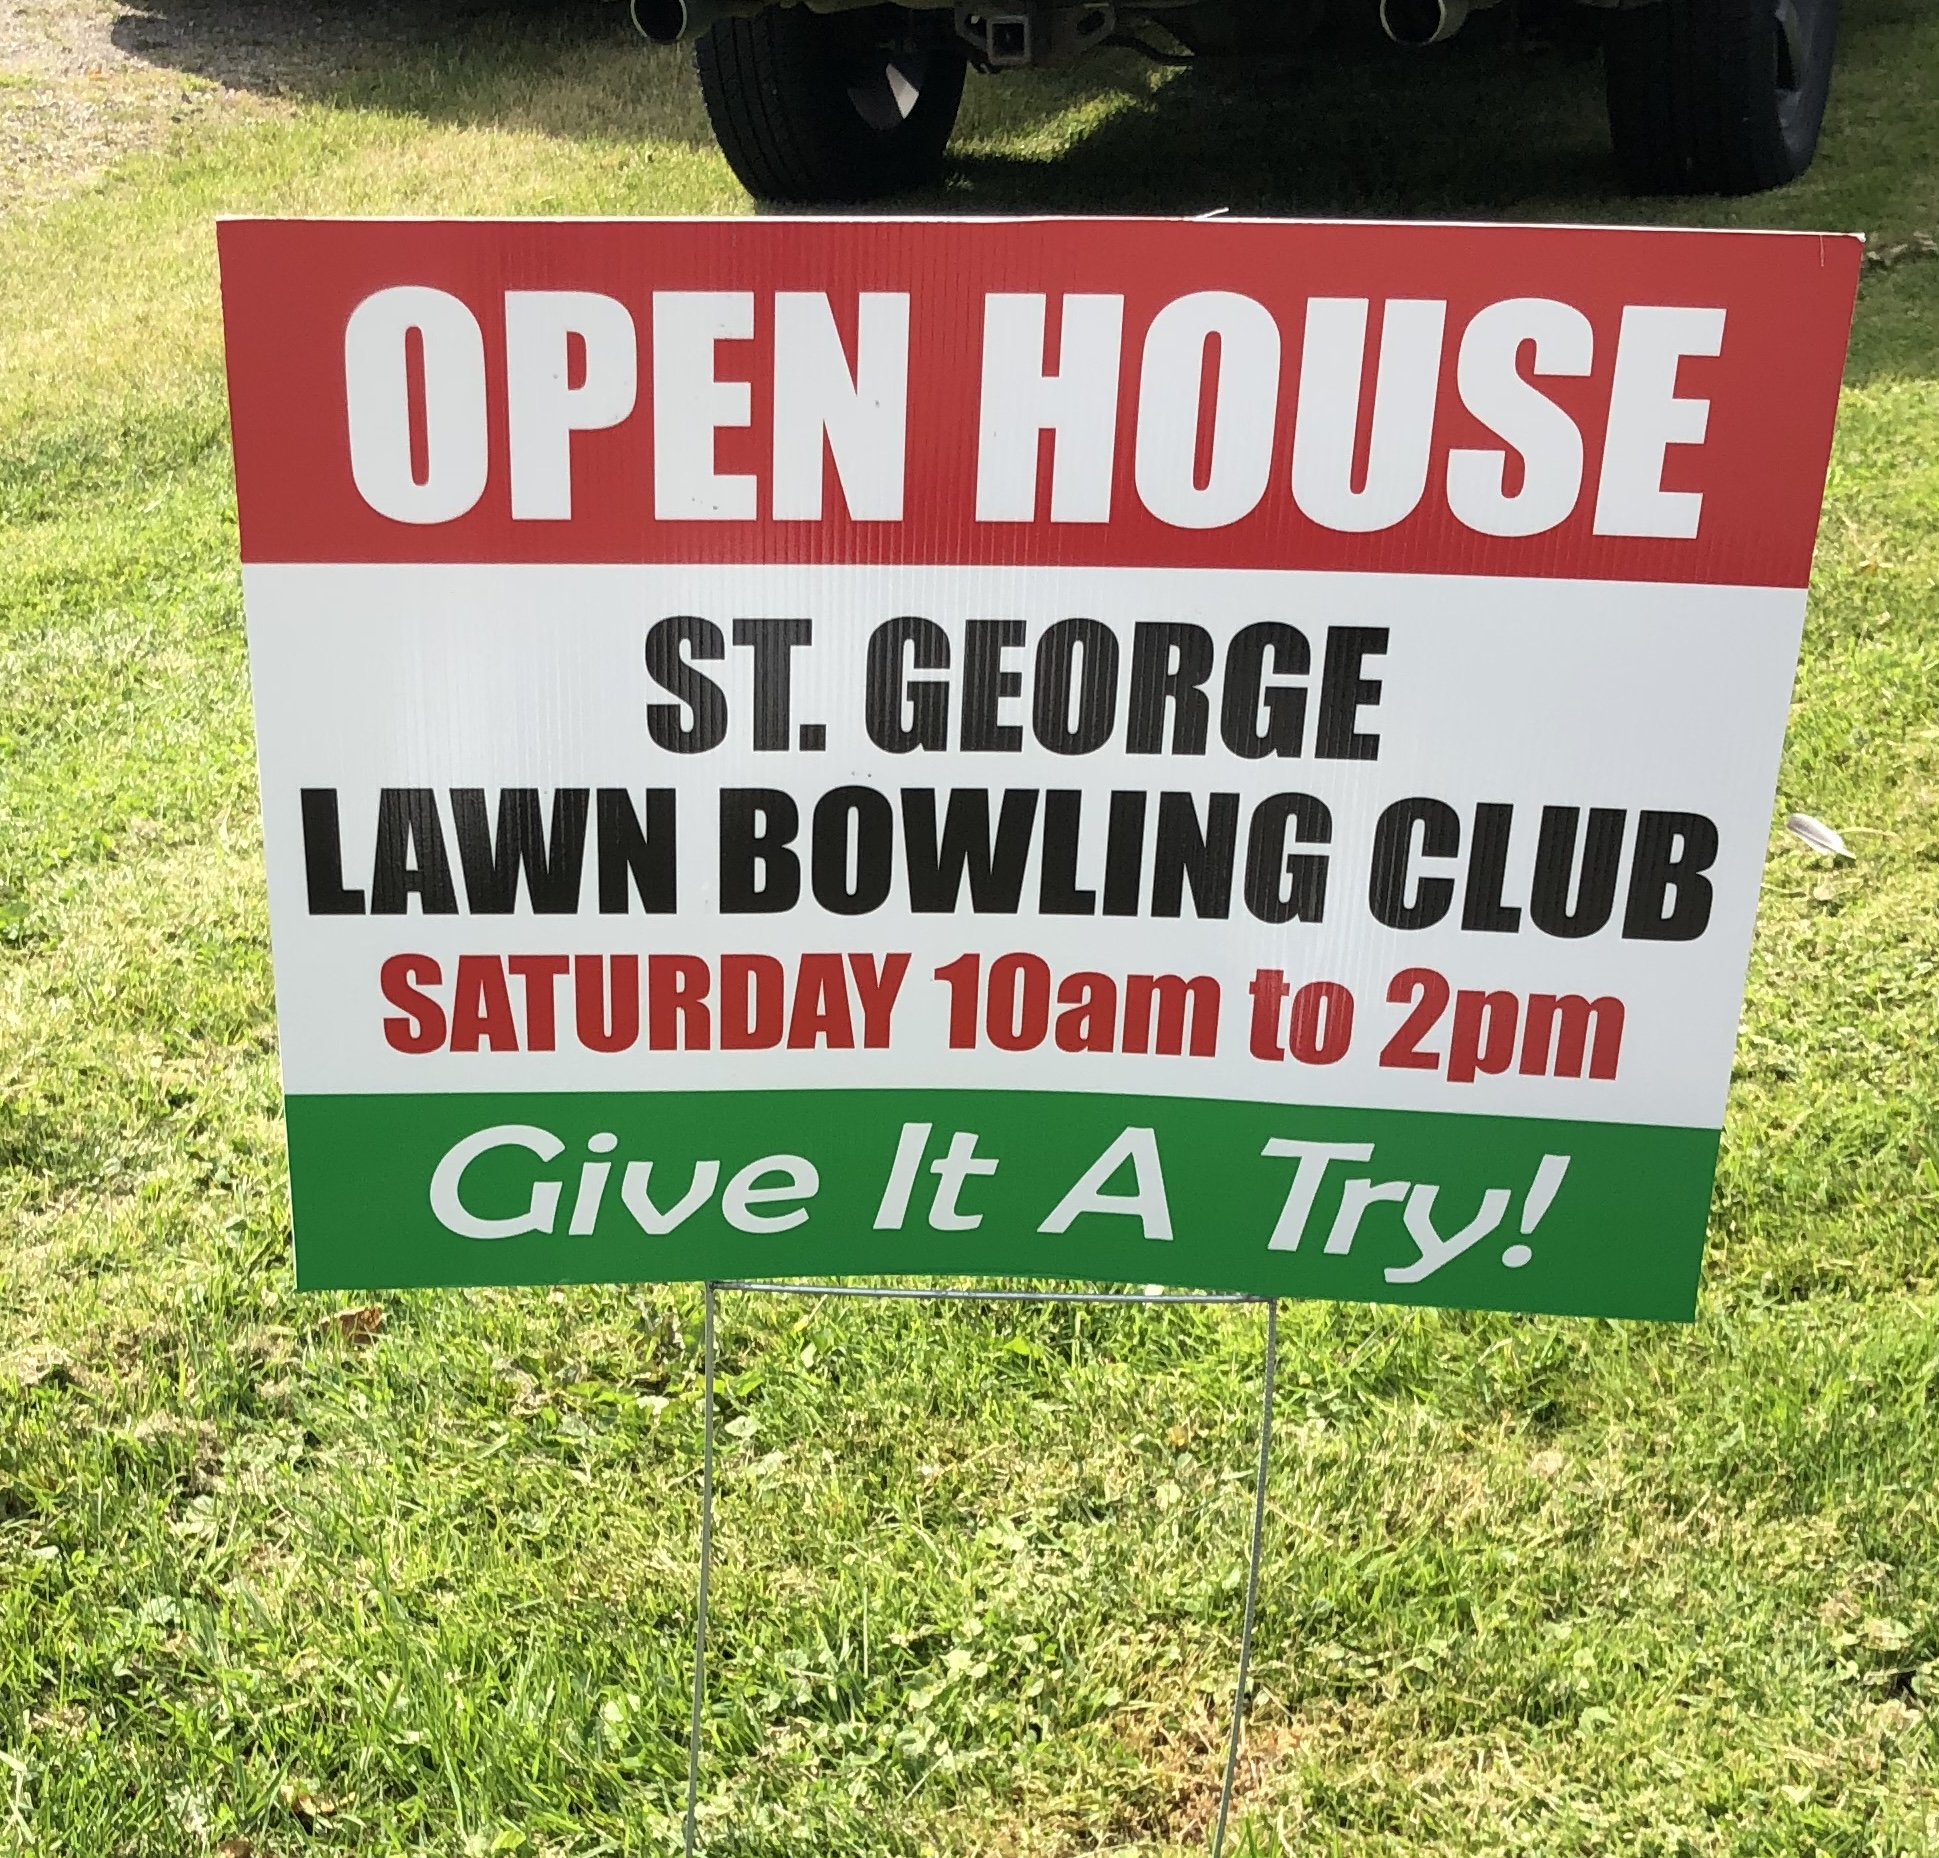 OPEN HOUSE
ST. GEORGE
LAWN BOWLING CLUB
SATURDAY 10am to 2pm
Give It A Try!